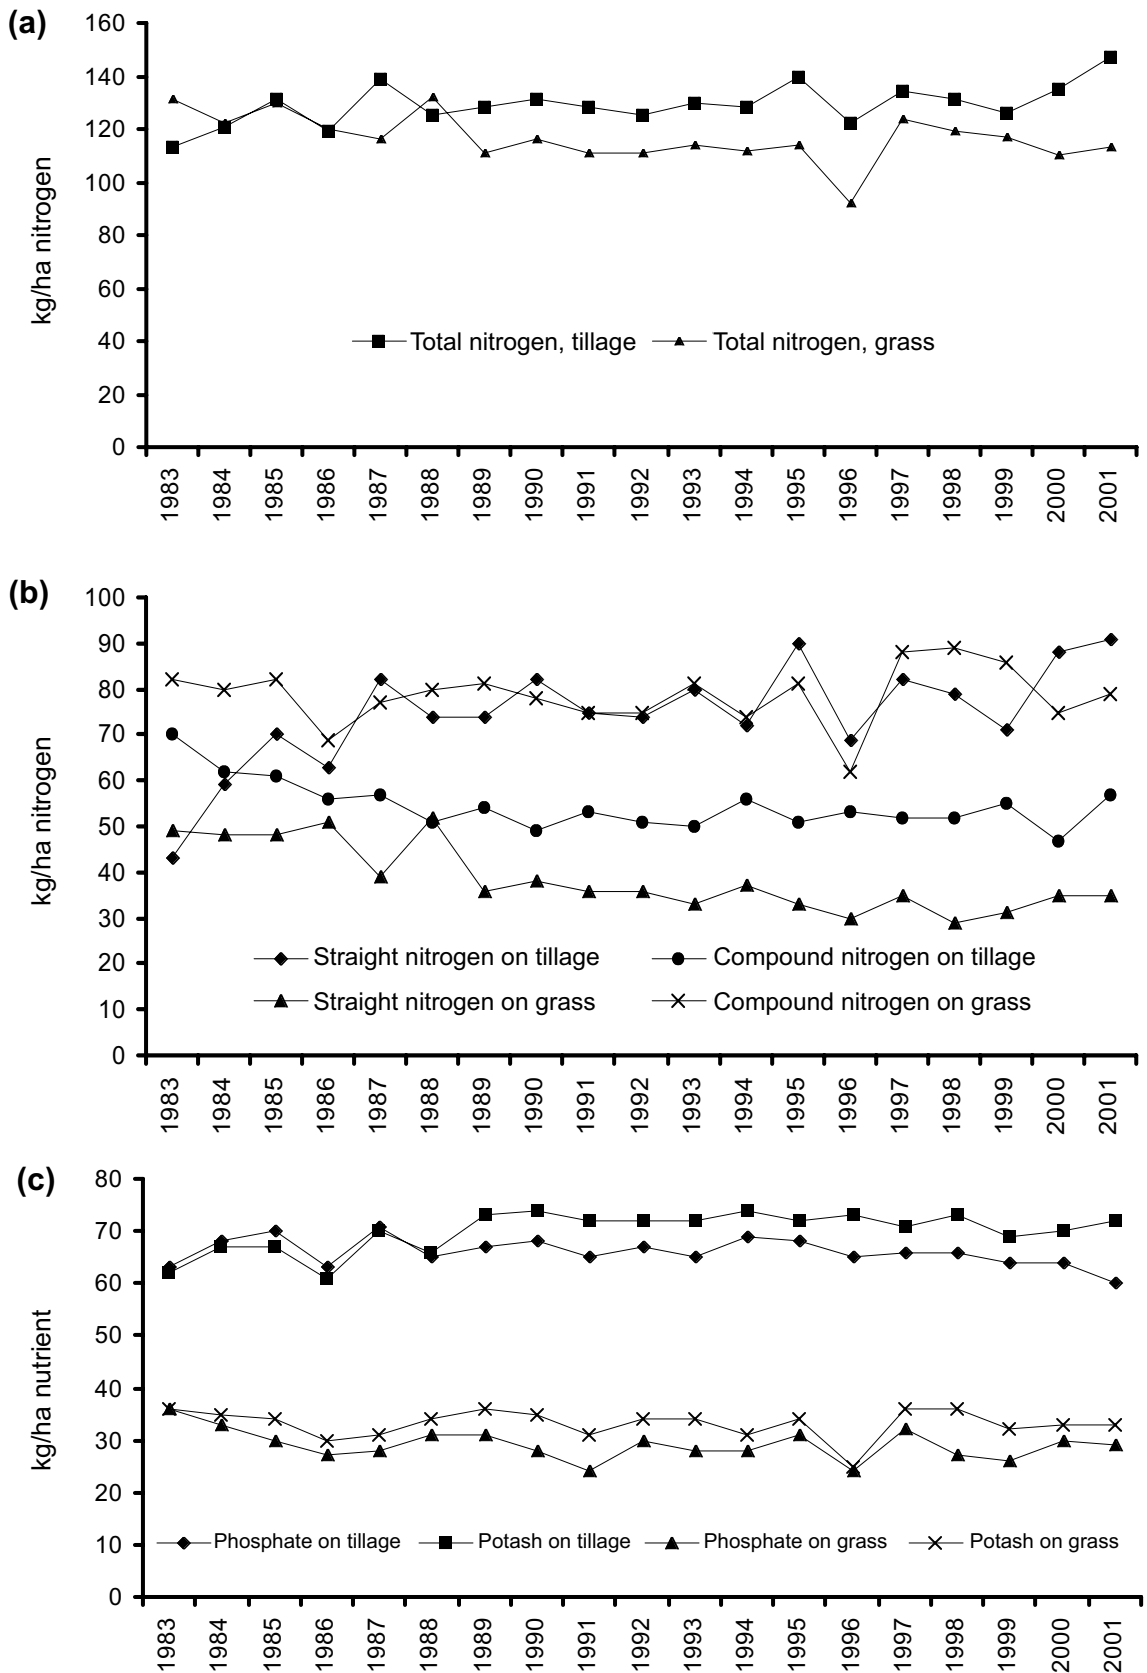 (a)
160
140
120
100
80
60
40
20
0
kg/ha nitrogen
Total nitrogen, tillage Total nitrogen, grass
1983 1984 1985 1986 1987 1988 1989 1990 1991 1992 1993 1994 1995 1996 1997 1998 1999 2000 2001
(b)
100
90
80
70
60
50
40
30
20
10
0
kg/ha nitrogen
Straight nitrogen on tillage Compound nitrogen on tillage
Straight nitrogen on grass Compound nitrogen on grass
1983 1984 1985 1986 1987 1988 1989 1990 1991 1992 1993 1994 1995 1996 1997 1998 1999 2000 2001
(c)
80
70
60
50
40
30
20
10
0
kg/ha nutrient
Phosphate on tillage Potash on tillage Phosphate on grass Potash on grass
1983 1984 1985 1986 1987 1988 1989 1990 1991 1992 1993 1994 1995 1996 1997 1998 1999 2000 2001